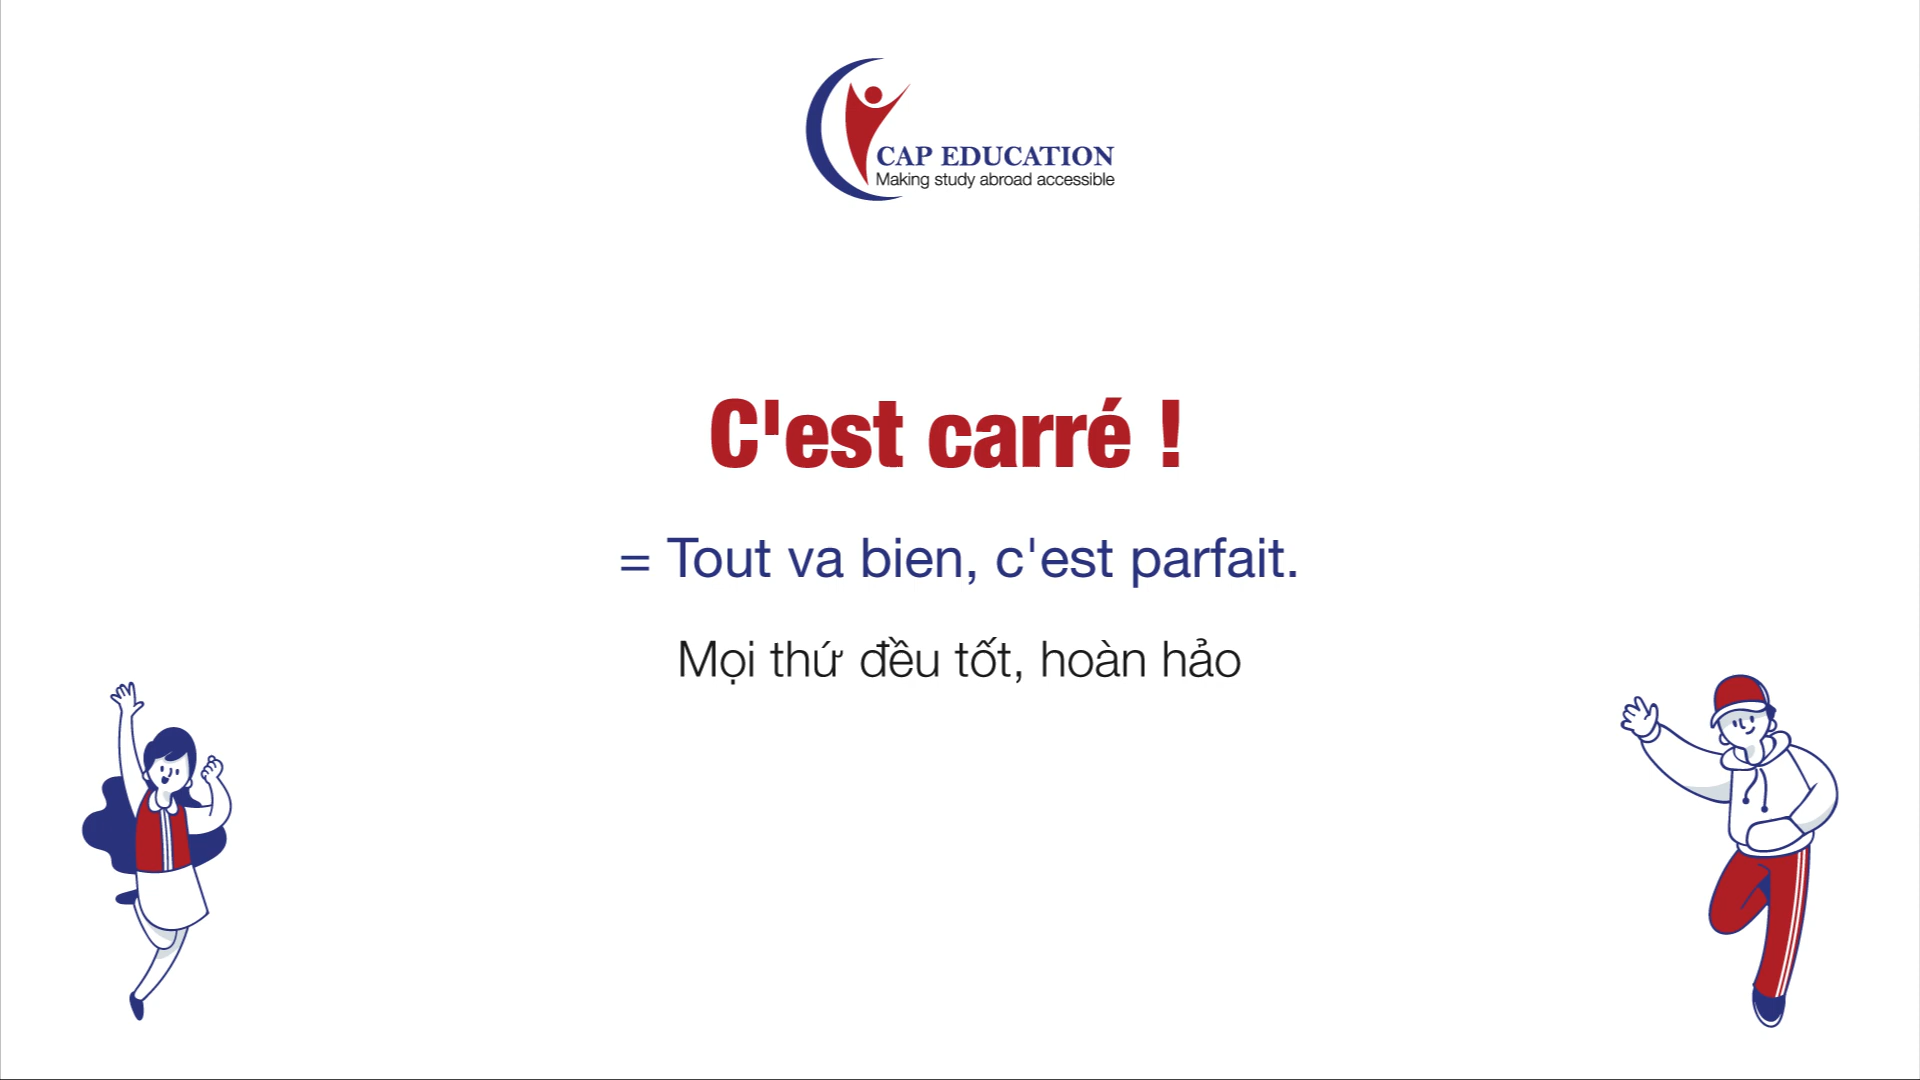 CAP EDUCATION
Making study abroad accessible
C'est carré !
= Tout va bien, c'est parfait.
Mọi thứ đều tốt, hoàn hảo